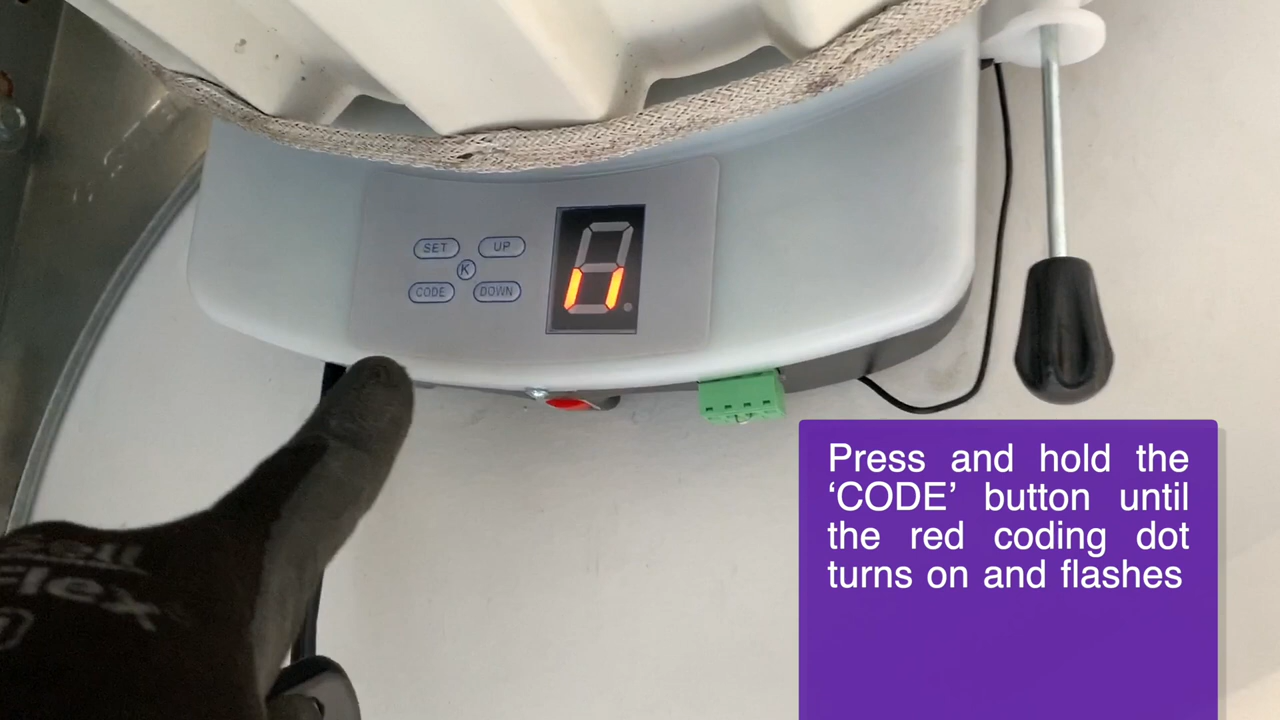 SET
UP
K
CODE
DOWN
Press and hold the
‘CODE’ button until
the red coding dot
turns on and flashes
Flex